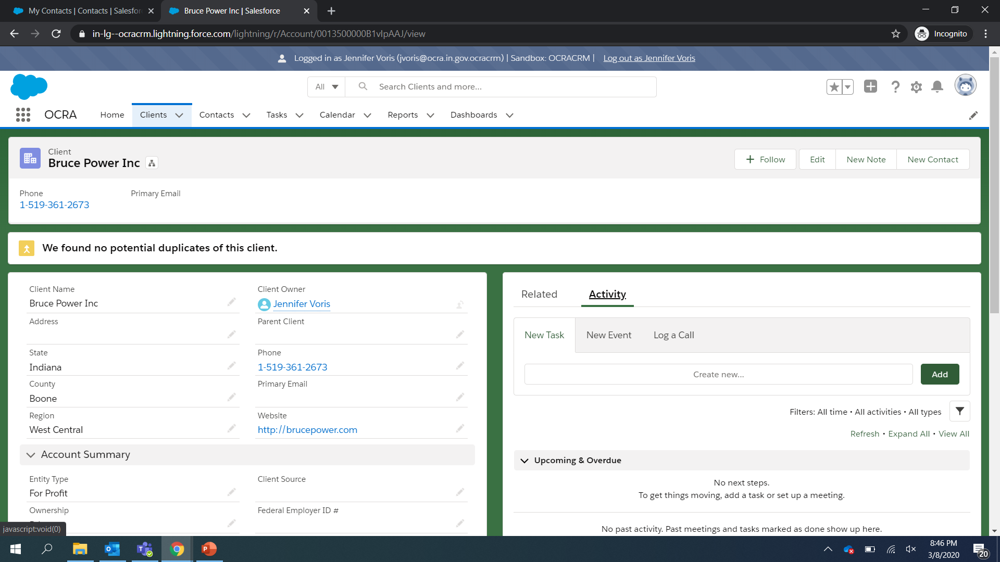 My Contacts | Contacts | Salesfor
Bruce Power Inc | Salesforce
in-lg--ocracrm.lightning.force.com/lightning/r/Account/0013500000B1vIpAAJ/view
Incognito
Logged in as Jennifer Voris (jvoris@ocra.in.gov.ocracrm) | Sandbox: OCRACRM | Log out as Jennifer Voris
All
Search Clients and more...
OCRA
Home
Clients
Contacts
Tasks
Calendar
Reports
Dashboards
Client
Bruce Power Inc
Follow
Edit
New Note
New Contact
Phone
1-519-361-2673
Primary Email
We found no potential duplicates of this client.
Client Name
Bruce Power Inc
Client Owner
Jennifer Voris
Address
Parent Client
State
Indiana
Phone
1-519-361-2673
County
Boone
Primary Email
Region
West Central
Website
http://brucepower.com
Account Summary
Entity Type
For Profit
Client Source
Ownership
Federal Employer ID #
Related
Activity
New Task
New Event
Log a Call
Create new...
Add
Filters: All time • All activities • All types
Refresh • Expand All • View All
Upcoming & Overdue
No next steps.
To get things moving, add a task or set up a meeting.
No past activity. Past meetings and tasks marked as done show up here.
javascript:void(0)
8:46 PM
3/8/2020
20